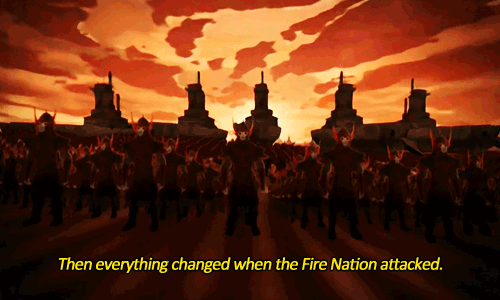 Then everything changed when the Fire Nation attacked.